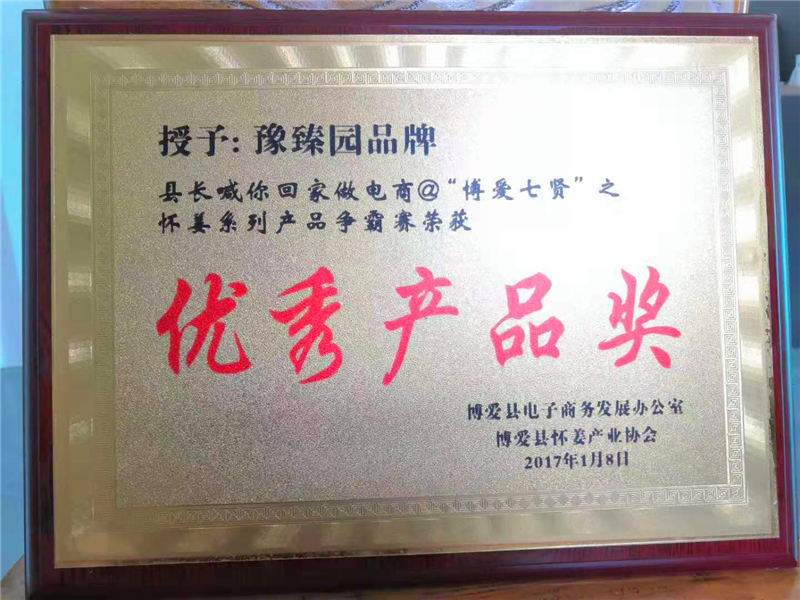 授予:豫臻园品牌
县长喊你回家做电商@“博爱七贤”之
怀姜系列产品争霸赛荣获
优秀产品奖
博爱县电子商务发展办公室
博爱县怀姜产业协会
2017年1月8日